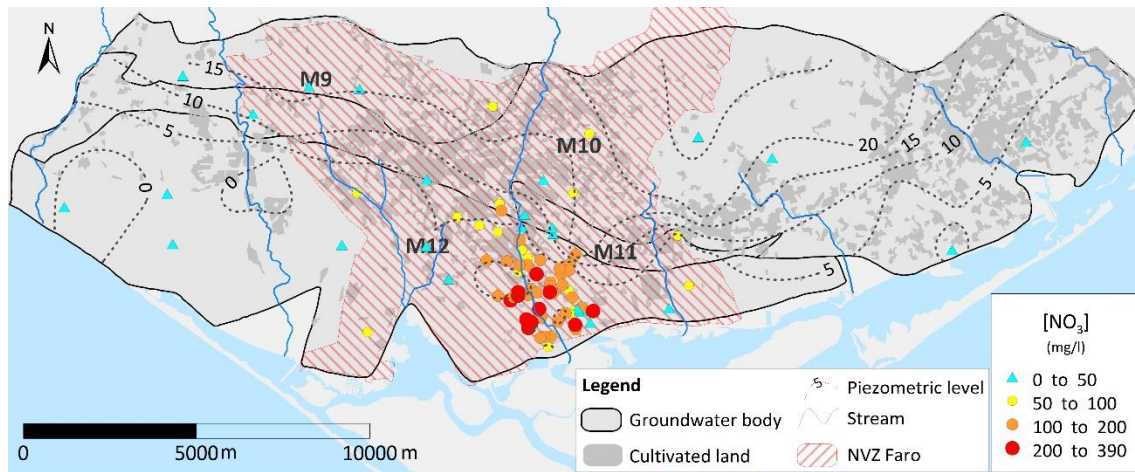 N
15
M9
10
5
0
0
M10
20
15
10
5
M12
M11
5
[NO₃]
(mg/l)
0 to 50
50 to 100
100 to 200
200 to 390
Legend
5 Piezometric level
Groundwater body
Stream
Cultivated land
NVZ Faro
0 5000 m 10000 m